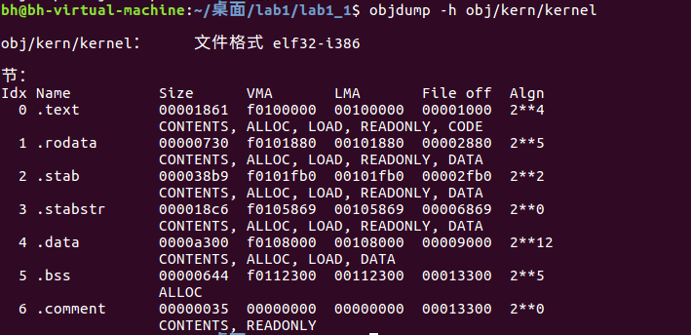 bh@bh-virtual-machine:~/桌面/lab1/lab1_1$ objdump -h obj/kern/kernel
obj/kern/kernel：     文件格式 elf32-i386
节：
Idx Name          Size      VMA       LMA       File off  Algn
  0 .text         00001861  f0100000  00100000  00001000  2**4
                  CONTENTS, ALLOC, LOAD, READONLY, CODE
  1 .rodata       00000730  f0101880  00101880  00002880  2**5
                  CONTENTS, ALLOC, LOAD, READONLY, DATA
  2 .stab         000038b9  f0101fb0  00101fb0  00002fb0  2**2
                  CONTENTS, ALLOC, LOAD, READONLY, DATA
  3 .stabstr      000018c6  f0105869  00105869  00006869  2**0
                  CONTENTS, ALLOC, LOAD, READONLY, DATA
  4 .data         0000a300  f0108000  00108000  00009000  2**12
                  CONTENTS, ALLOC, LOAD, DATA
  5 .bss          00000644  f0112300  00112300  00013300  2**5
                  ALLOC
  6 .comment      00000035  00000000  00000000  00013300  2**0
                  CONTENTS, READONLY